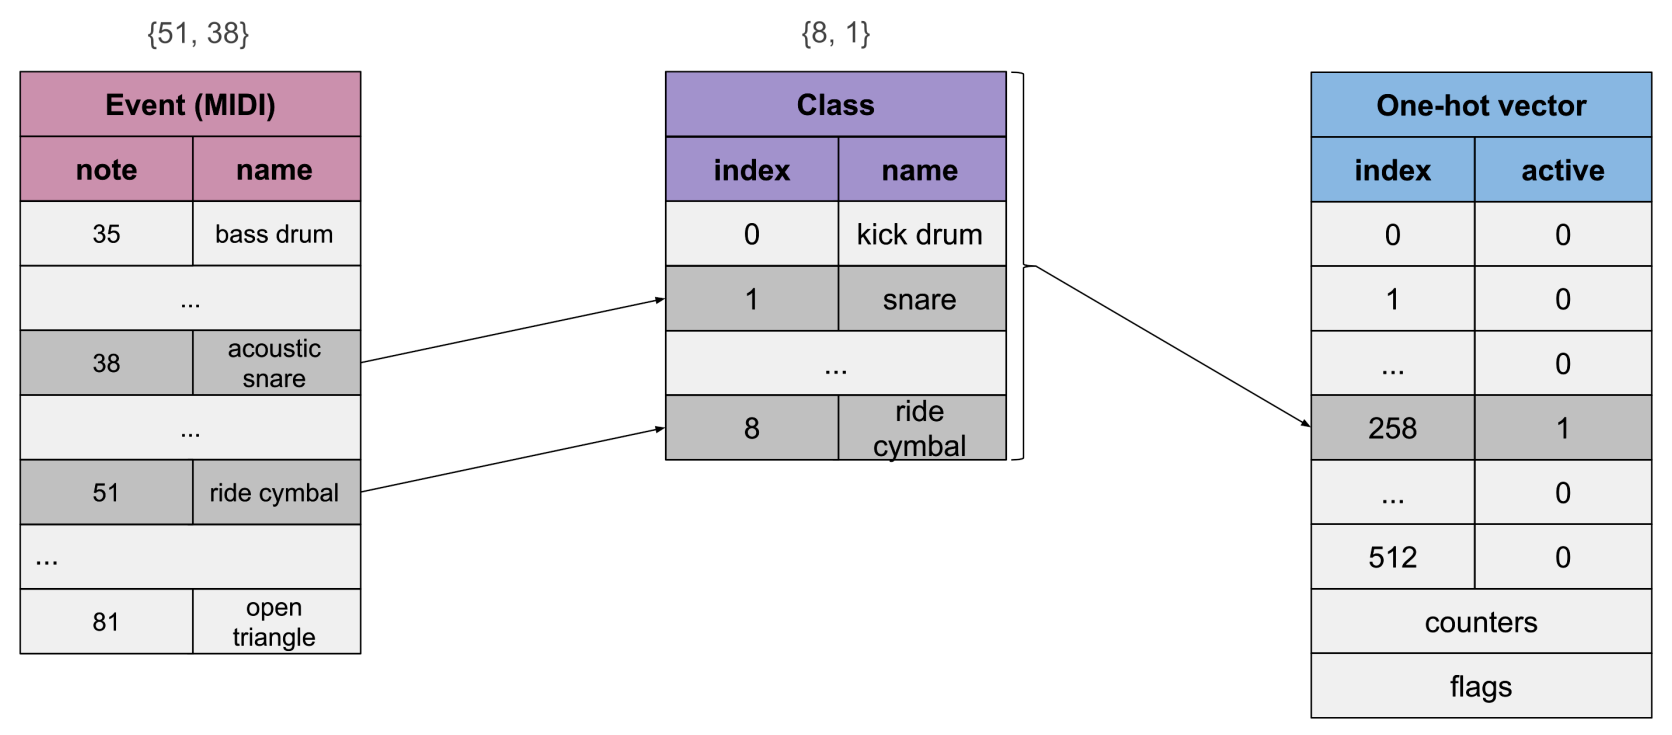 {51, 38}
Event (MIDI)
note name
35 bass drum
...
38 acoustic
snare
...
51 ride cymbal
...
81 open
triangle
{8, 1}
Class
index name
0 kick drum
1 snare
...
8 ride
cymbal
One-hot vector
index active
0 0
1 0
... 0
258 1
... 0
512 0
counters
flags